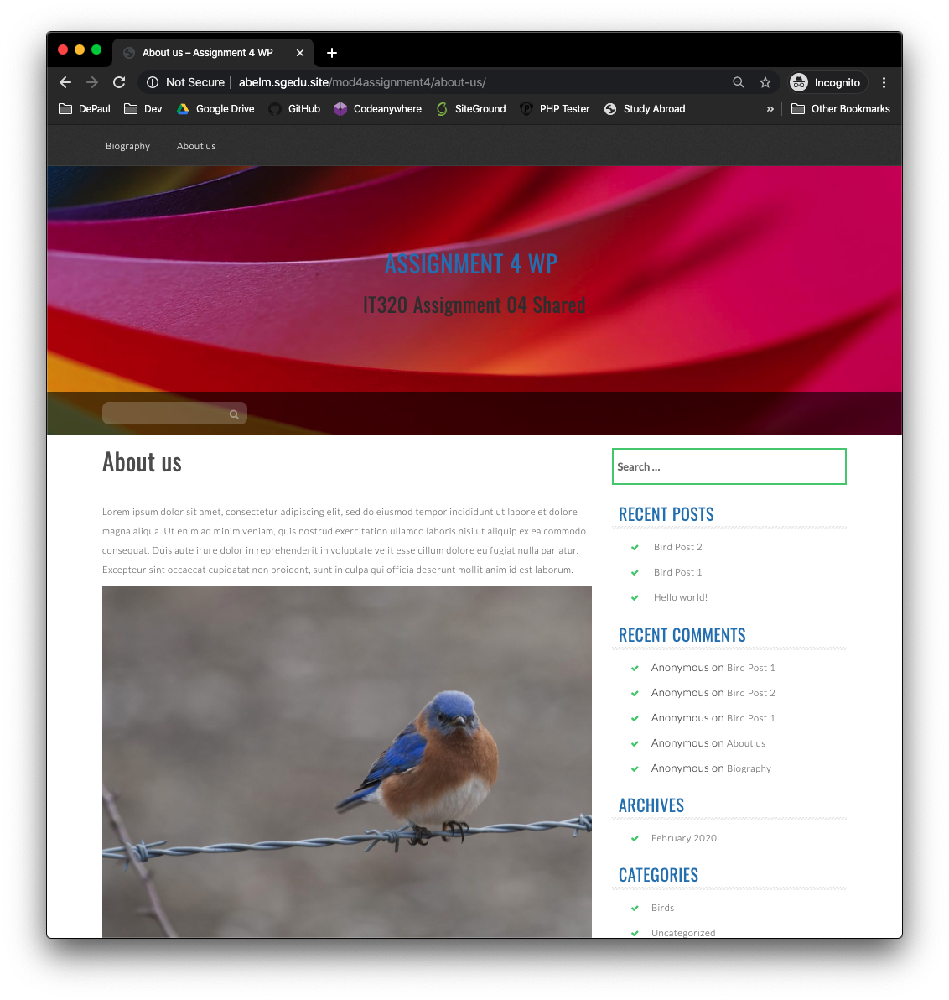 About us – Assignment 4 WP
Not Secure | abelm.sgedu.site/mod4assignment4/about-us/
Incognito
DePaul
Dev
Google Drive
GitHub
Codeanywhere
SiteGround
PHP Tester
Study Abroad
»
Other Bookmarks
Biography
About us
ASSIGNMENT 4 WP
IT320 Assignment 04 Shared
About us
Lorem ipsum dolor sit amet, consectetur adipiscing elit, sed do eiusmod tempor incididunt ut labore et dolore
magna aliqua. Ut enim ad minim veniam, quis nostrud exercitation ullamco laboris nisi ut aliquip ex ea commodo
consequat. Duis aute irure dolor in reprehenderit in voluptate velit esse cillum dolore eu fugiat nulla pariatur.
Excepteur sint occaecat cupidatat non proident, sunt in culpa qui officia deserunt mollit anim id est laborum.
Search ...
RECENT POSTS
Bird Post 2
Bird Post 1
Hello world!
RECENT COMMENTS
Anonymous on Bird Post 1
Anonymous on Bird Post 2
Anonymous on Bird Post 1
Anonymous on About us
Anonymous on Biography
ARCHIVES
February 2020
CATEGORIES
Birds
Uncategorized